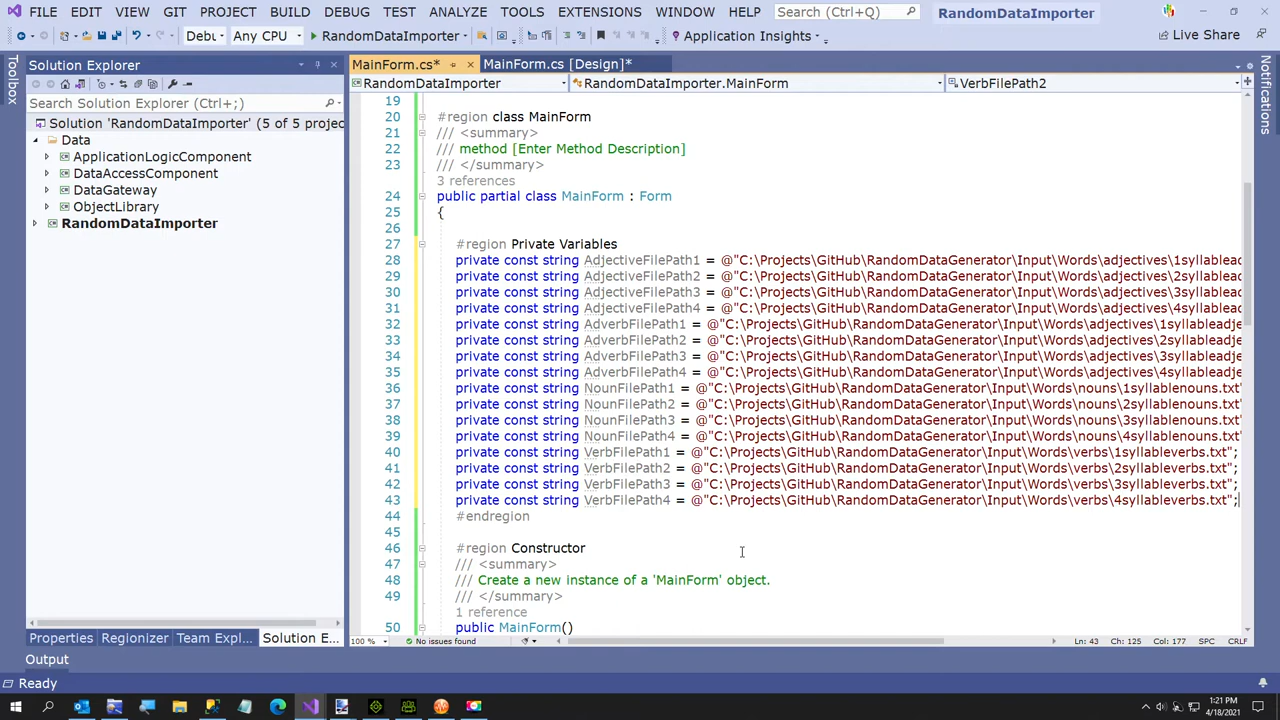 FILE EDIT VIEW GIT PROJECT BUILD DEBUG TEST ANALYZE TOOLS EXTENSIONS WINDOW HELP Search (Ctrl+Q) RandomDataImporter
Debu Any CPU RandomDataImporter Application Insights Live Share
Toolbox
Solution Explorer
Search Solution Explorer (Ctrl+;)
Solution 'RandomDataImporter' (5 of 5 projec
Data
ApplicationLogicComponent
DataAccessComponent
DataGateway
ObjectLibrary
RandomDataImporter
Properties Regionizer Team Expl... Solution E...
MainForm.cs* MainForm.cs [Design]*
RandomDataImporter RandomDataImporter.MainForm VerbFilePath2
19
20 #region class MainForm
21 /// <summary>
22 /// method [Enter Method Description]
23 /// </summary>
3 references
24 public partial class MainForm : Form
25 {
26
27 #region Private Variables
28 private const string AdjectiveFilePath1 = @"C:\Projects\GitHub\RandomDataGenerator\Input\Words\adjectives\1syllablead
29 private const string AdjectiveFilePath2 = @"C:\Projects\GitHub\RandomDataGenerator\Input\Words\adjectives\2syllablead
30 private const string AdjectiveFilePath3 = @"C:\Projects\GitHub\RandomDataGenerator\Input\Words\adjectives\3syllablead
31 private const string AdjectiveFilePath4 = @"C:\Projects\GitHub\RandomDataGenerator\Input\Words\adjectives\4syllablead
32 private const string AdverbFilePath1 = @"C:\Projects\GitHub\RandomDataGenerator\Input\Words\adjectives\1syllableadje
33 private const string AdverbFilePath2 = @"C:\Projects\GitHub\RandomDataGenerator\Input\Words\adjectives\2syllableadje
34 private const string AdverbFilePath3 = @"C:\Projects\GitHub\RandomDataGenerator\Input\Words\adjectives\3syllableadje
35 private const string AdverbFilePath4 = @"C:\Projects\GitHub\RandomDataGenerator\Input\Words\adjectives\4syllableadje
36 private const string NounFilePath1 = @"C:\Projects\GitHub\RandomDataGenerator\Input\Words\nouns\1syllablenouns.txt"
37 private const string NounFilePath2 = @"C:\Projects\GitHub\RandomDataGenerator\Input\Words\nouns\2syllablenouns.txt"
38 private const string NounFilePath3 = @"C:\Projects\GitHub\RandomDataGenerator\Input\Words\nouns\3syllablenouns.txt"
39 private const string NounFilePath4 = @"C:\Projects\GitHub\RandomDataGenerator\Input\Words\nouns\4syllablenouns.txt"
40 private const string VerbFilePath1 = @"C:\Projects\GitHub\RandomDataGenerator\Input\Words\verbs\1syllableverbs.txt";
41 private const string VerbFilePath2 = @"C:\Projects\GitHub\RandomDataGenerator\Input\Words\verbs\2syllableverbs.txt";
42 private const string VerbFilePath3 = @"C:\Projects\GitHub\RandomDataGenerator\Input\Words\verbs\3syllableverbs.txt";
43 private const string VerbFilePath4 = @"C:\Projects\GitHub\RandomDataGenerator\Input\Words\verbs\4syllableverbs.txt";
44 #endregion
45
46 #region Constructor
47 /// <summary>
48 /// Create a new instance of a 'MainForm' object.
49 /// </summary>
1 reference
50 public MainForm()
100 % No issues found Ln: 43 Ch: 125 Col: 177 SPC CRLF
Notifications
Output
Ready
1:21 PM
4/18/2021